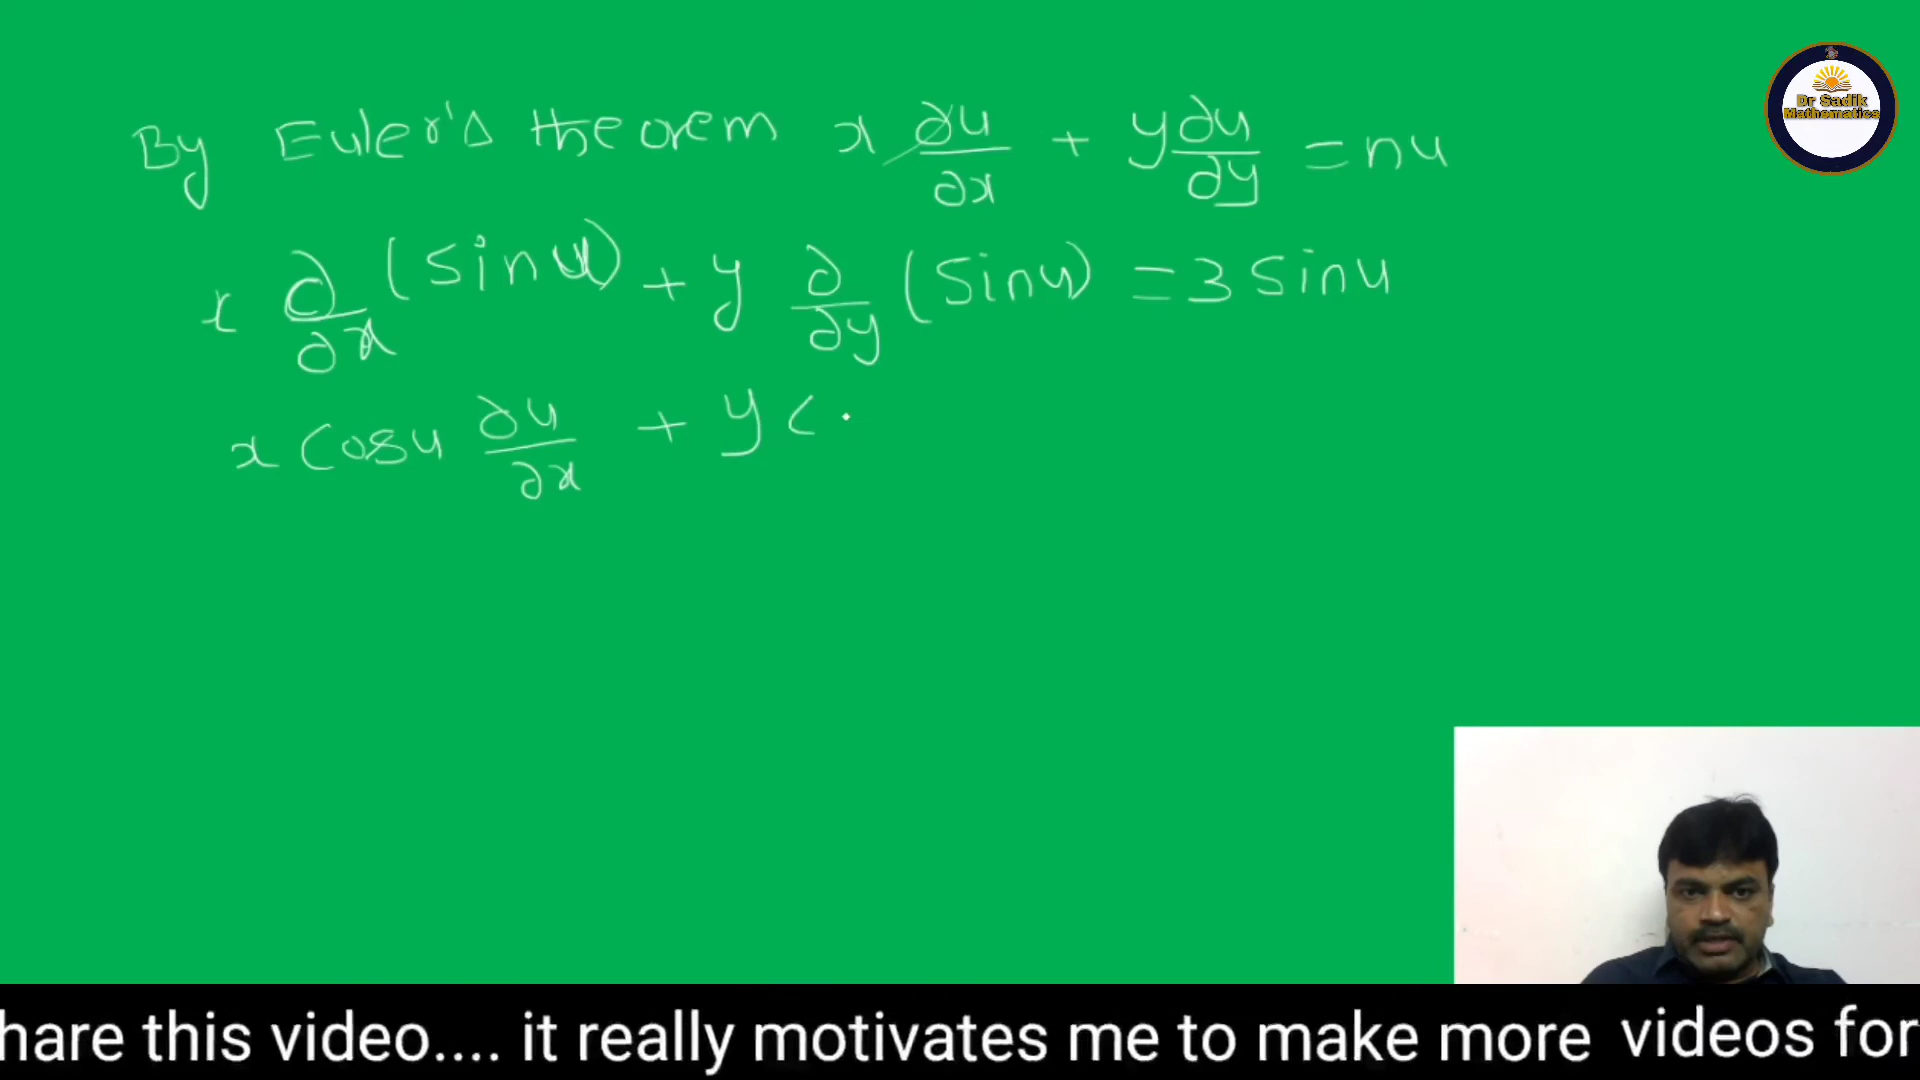 By Euler's theorem x ∂u/∂x + y ∂u/∂y = nu
x ∂/∂x (sin u) + y ∂/∂y (sin u) = 3 sin u
x cos u ∂u/∂x + y c
Dr Sadik
Mathematics
hare this video.... it really motivates me to make more videos for